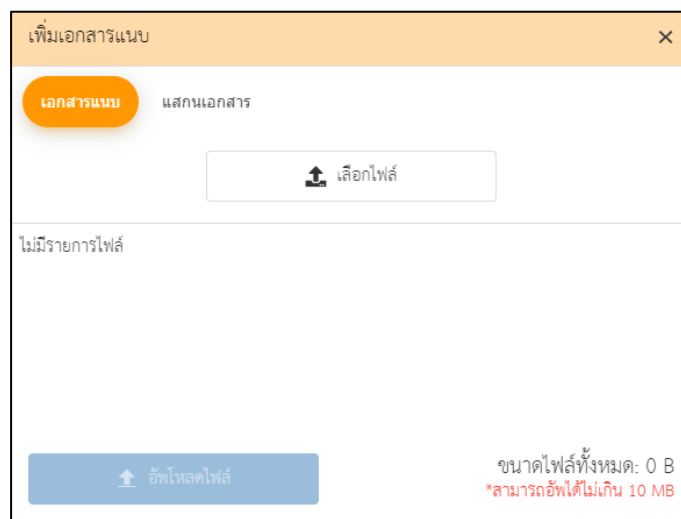 เพิ่มเอกสารแนบ
เอกสารแนบ แสกนเอกสาร
เลือกไฟล์
ไม่มีรายการไฟล์
อัพโหลดไฟล์
ขนาดไฟล์ทั้งหมด: 0 B
*สามารถอัพได้ไม่เกิน 10 MB